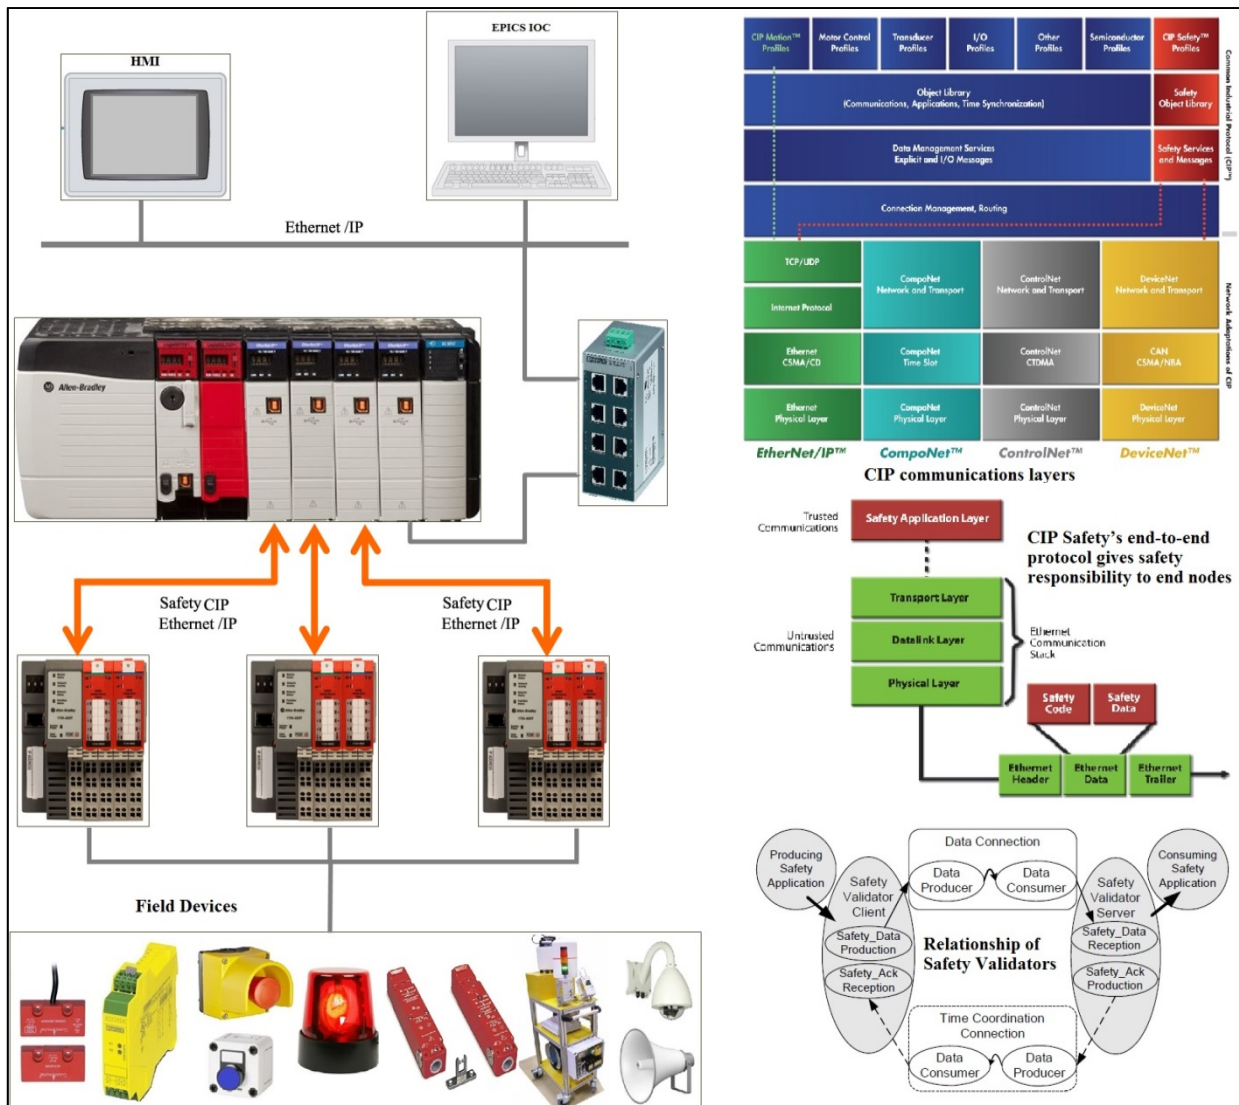 HMI
EPICS IOC
Ethernet /IP
Allen-Bradley
Safety CIP
Ethernet /IP
Safety CIP
Ethernet /IP
Field Devices
CIP Motion™
Profiles
Motor Control
Profiles
Transducer
Profiles
I/O
Profiles
Other
Profiles
Semiconductor
Profiles
CIP Safety™
Profiles
Object Library
(Communications, Applications, Time Synchronization)
Safety
Object Library
Data Management Services
Explicit and I/O Messages
Safety Services
and Messages
Connection Management, Routing
Common Industrial Protocol (CIP™)
TCP/UDP
Internet Protocol
CompoNet
Network and Transport
ControlNet
Network and Transport
DeviceNet
Network and Transport
Ethernet
CSMA/CD
CompoNet
Time Slot
ControlNet
CTDMA
CAN
CSMA/NBA
Ethernet
Physical Layer
CompoNet
Physical Layer
ControlNet
Physical Layer
DeviceNet
Physical Layer
Network Adaptations of CIP
EtherNet/IP™
CompoNet™
ControlNet™
DeviceNet™
CIP communications layers
Trusted
Communications
Safety Application Layer
CIP Safety's end-to-end
protocol gives safety
responsibility to end nodes
Transport Layer
Untrusted
Communications
Datalink Layer
Physical Layer
Ethernet
Communication
Stack
Safety
Code
Safety
Data
Ethernet
Header
Ethernet
Data
Ethernet
Trailer
Producing
Safety
Application
Data Connection
Data
Producer
Data
Consumer
Consuming
Safety
Application
Safety
Validator
Client
Safety
Validator
Server
Safety_Data
Production
Safety_Ack
Reception
Relationship of
Safety Validators
Safety_Data
Reception
Safety_Ack
Production
Time Coordination
Connection
Data
Consumer
Data
Producer